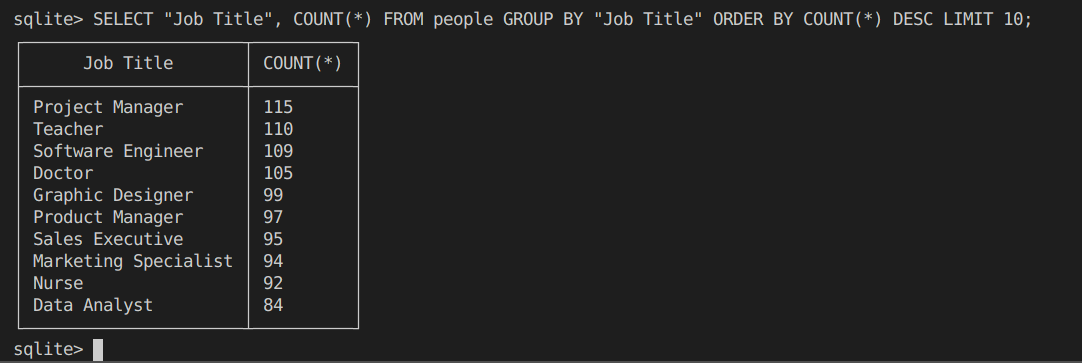 sqlite> SELECT "Job Title", COUNT(*) FROM people GROUP BY "Job Title" ORDER BY COUNT(*) DESC LIMIT 10;
Job Title COUNT(*)
Project Manager 115
Teacher 110
Software Engineer 109
Doctor 105
Graphic Designer 99
Product Manager 97
Sales Executive 95
Marketing Specialist 94
Nurse 92
Data Analyst 84
sqlite>